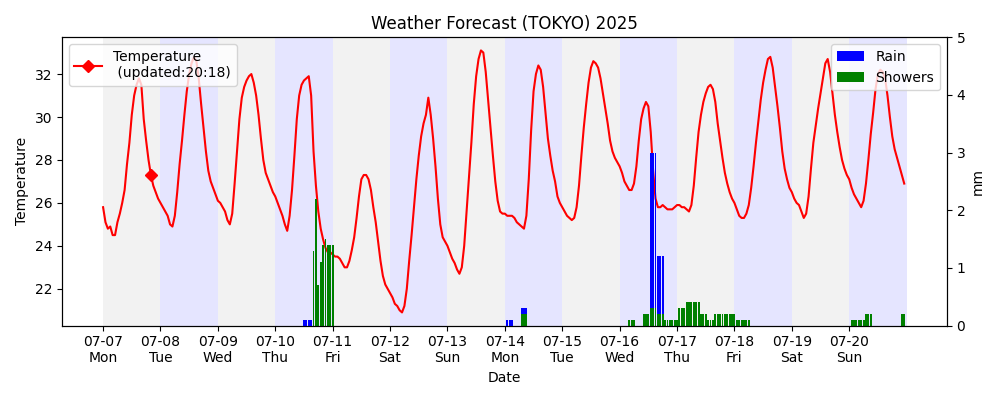 Weather Forecast (TOKYO) 2025
Temperature
(updated:20:18)
Rain
Showers
Temperature
32
30
28
26
24
22
5
4
3
2
1
0
mm
07-07 07-08 07-09 07-10 07-11 07-12 07-13 07-14 07-15 07-16 07-17 07-18 07-19 07-20
Mon Tue Wed Thu Fri Sat Sun Mon Tue Wed Thu Fri Sat Sun
Date